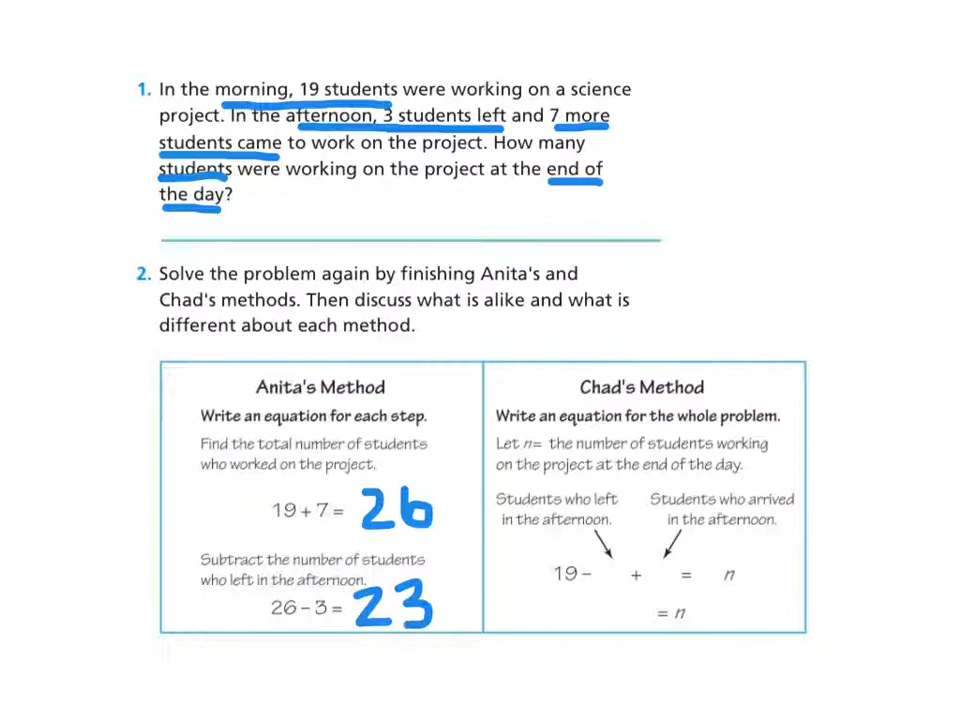 1. In the morning, 19 students were working on a science
project. In the afternoon, 3 students left and 7 more
students came to work on the project. How many
students were working on the project at the end of
the day?
2. Solve the problem again by finishing Anita's and
Chad's methods. Then discuss what is alike and what is
different about each method.
Anita's Method
Write an equation for each step.
Find the total number of students
who worked on the project.
19 + 7 = 26
Subtract the number of students
who left in the afternoon.
26 – 3 = 23
Chad's Method
Write an equation for the whole problem.
Let n= the number of students working
on the project at the end of the day.
Students who left
in the afternoon.
Students who arrived
in the afternoon.
19 – + = n
= n